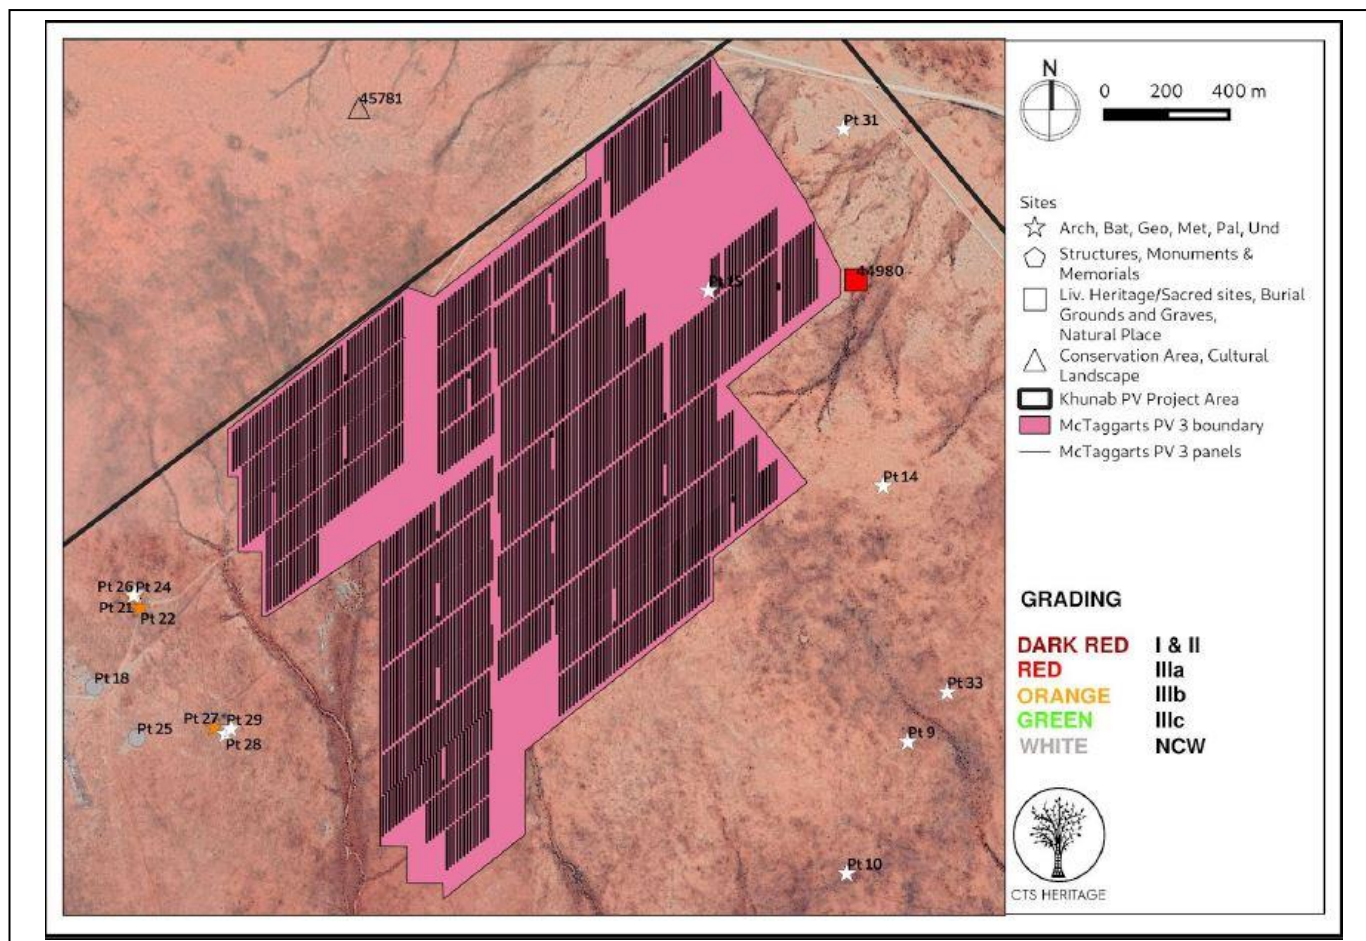 45781
Pt 31
Pt 15
44980
Pt 14
Pt 26 Pt 24
Pt 21 Pt 22
Pt 18
Pt 25
Pt 27 Pt 29
Pt 28
Pt 33
Pt 9
Pt 10
N
0 200 400 m
Sites
Arch, Bat, Geo, Met, Pal, Und
Structures, Monuments &
Memorials
Liv. Heritage/Sacred sites, Burial
Grounds and Graves,
Natural Place
Conservation Area, Cultural
Landscape
Khunab PV Project Area
McTaggarts PV 3 boundary
McTaggarts PV 3 panels
GRADING
DARK RED I & II
RED IIIa
ORANGE IIIb
GREEN IIIc
WHITE NCW
CTS HERITAGE